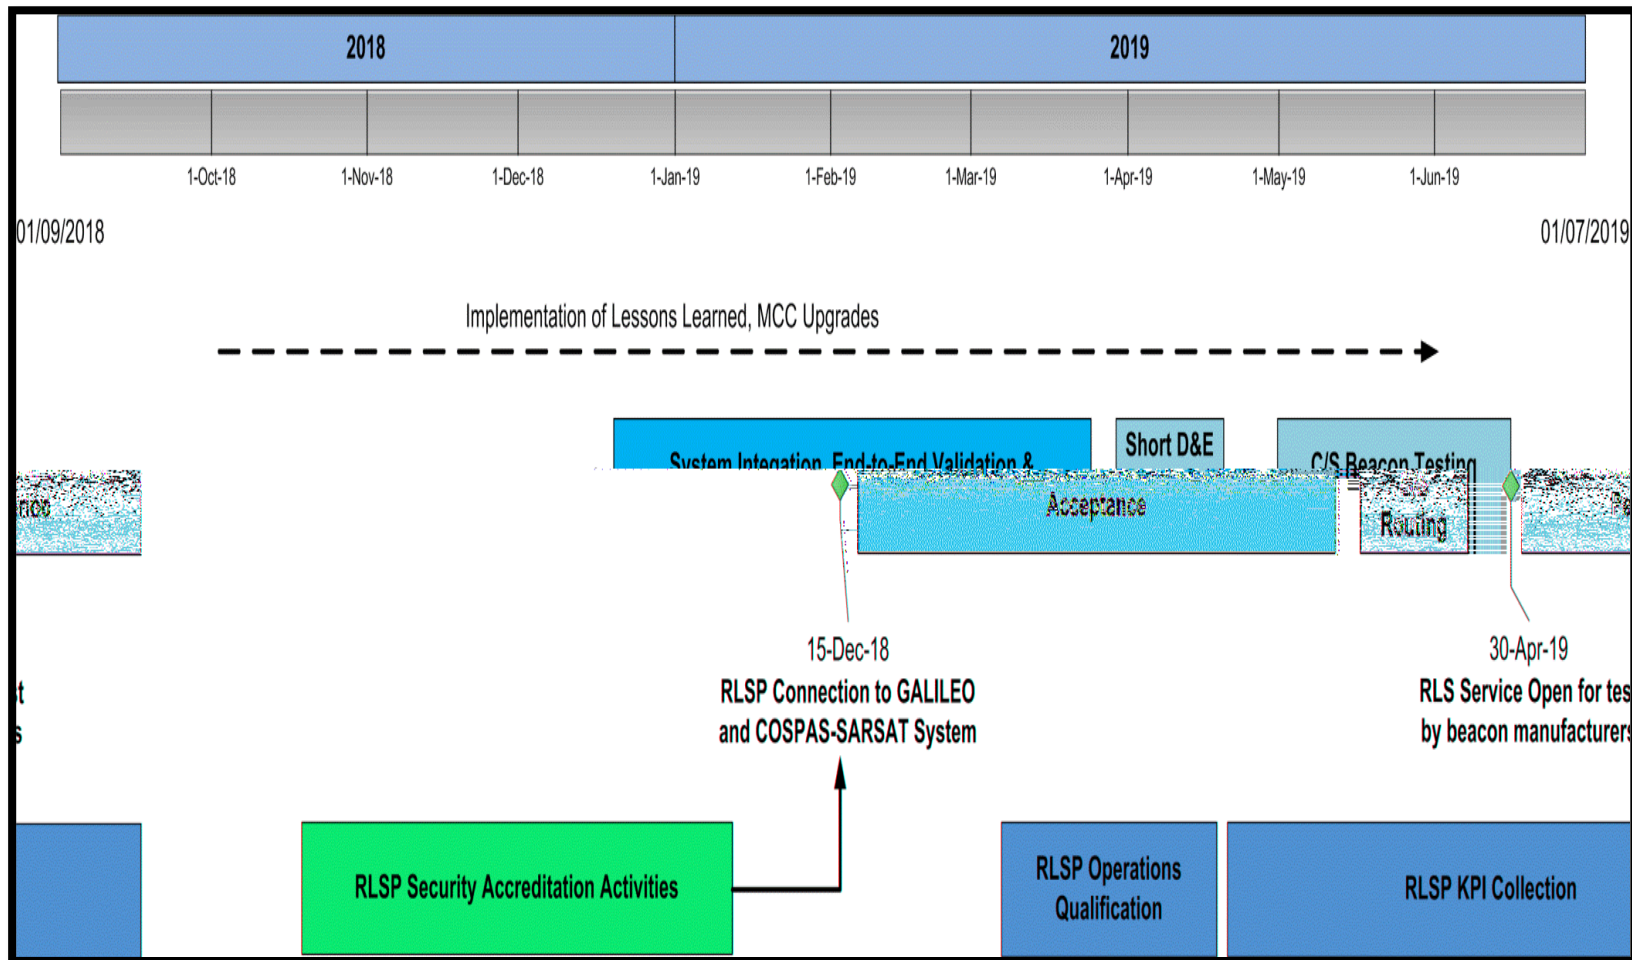 2018 2019
1-Oct-18 1-Nov-18 1-Dec-18 1-Jan-19 1-Feb-19 1-Mar-19 1-Apr-19 1-May-19 1-Jun-19
01/09/2018 01/07/2019
Implementation of Lessons Learned, MCC Upgrades
System Integation, End-to-End Validation &
Acceptance
Short D&E
Routing
C/S Beacon Testing
15-Dec-18
RLSP Connection to GALILEO
and COSPAS-SARSAT System
30-Apr-19
RLS Service Open for tes
by beacon manufacturers
RLSP Security Accreditation Activities
RLSP Operations
Qualification
RLSP KPI Collection